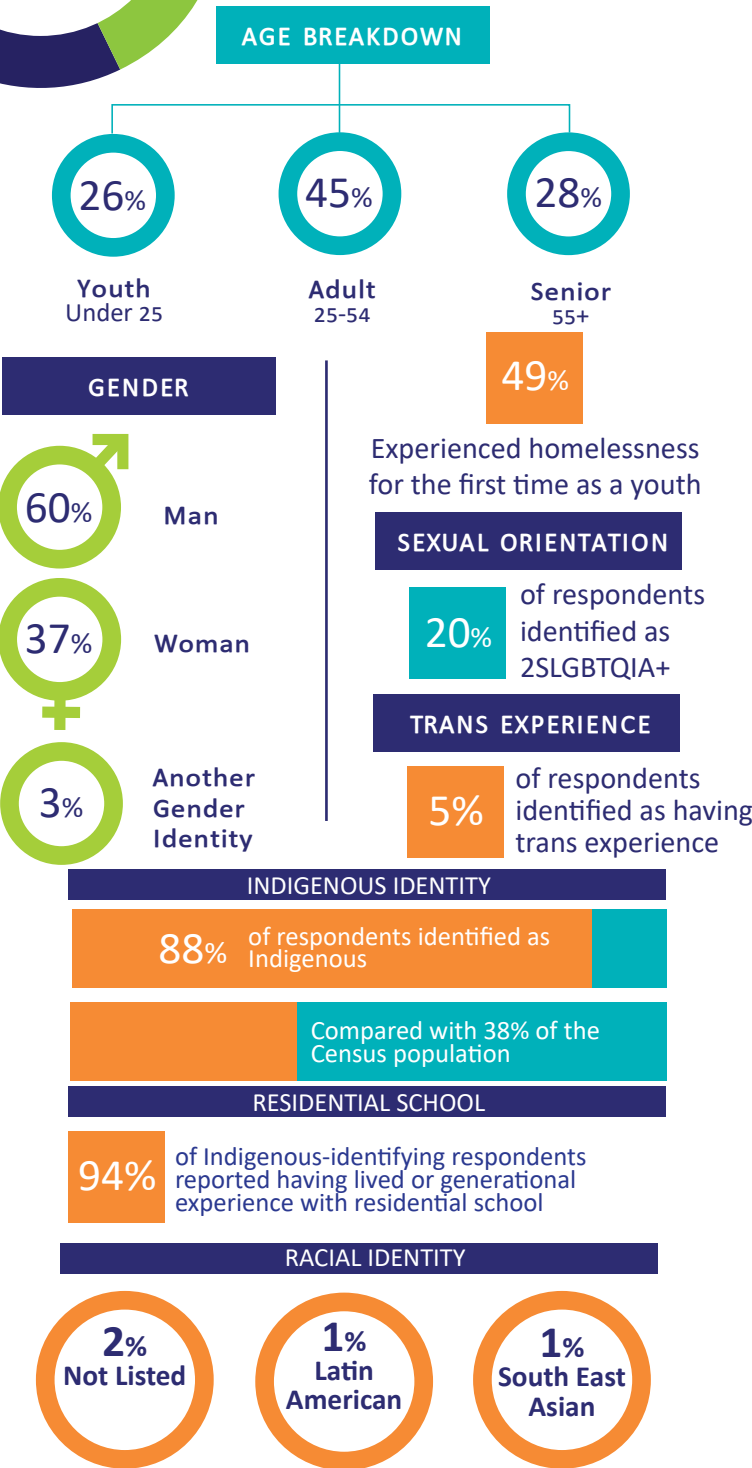 AGE BREAKDOWN
26%
45%
28%
Youth
Under 25
Adult
25-54
Senior
55+
GENDER
60%
Man
37%
Woman
3%
Another
Gender
Identity
49%
Experienced homelessness
for the first time as a youth
SEXUAL ORIENTATION
20%
of respondents
identified as
2SLGBTQIA+
TRANS EXPERIENCE
5%
of respondents
identified as having
trans experience
INDIGENOUS IDENTITY
88%
of respondents identified as
Indigenous
Compared with 38% of the
Census population
RESIDENTIAL SCHOOL
94%
of Indigenous-identifying respondents
reported having lived or generational
experience with residential school
RACIAL IDENTITY
2%
Not Listed
1%
Latin
American
1%
South East
Asian